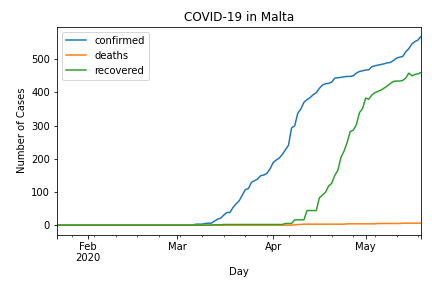 COVID-19 in Malta
confirmed
deaths
recovered
Number of Cases
500
400
300
200
100
0
Feb
2020
Mar
Apr
May
Day